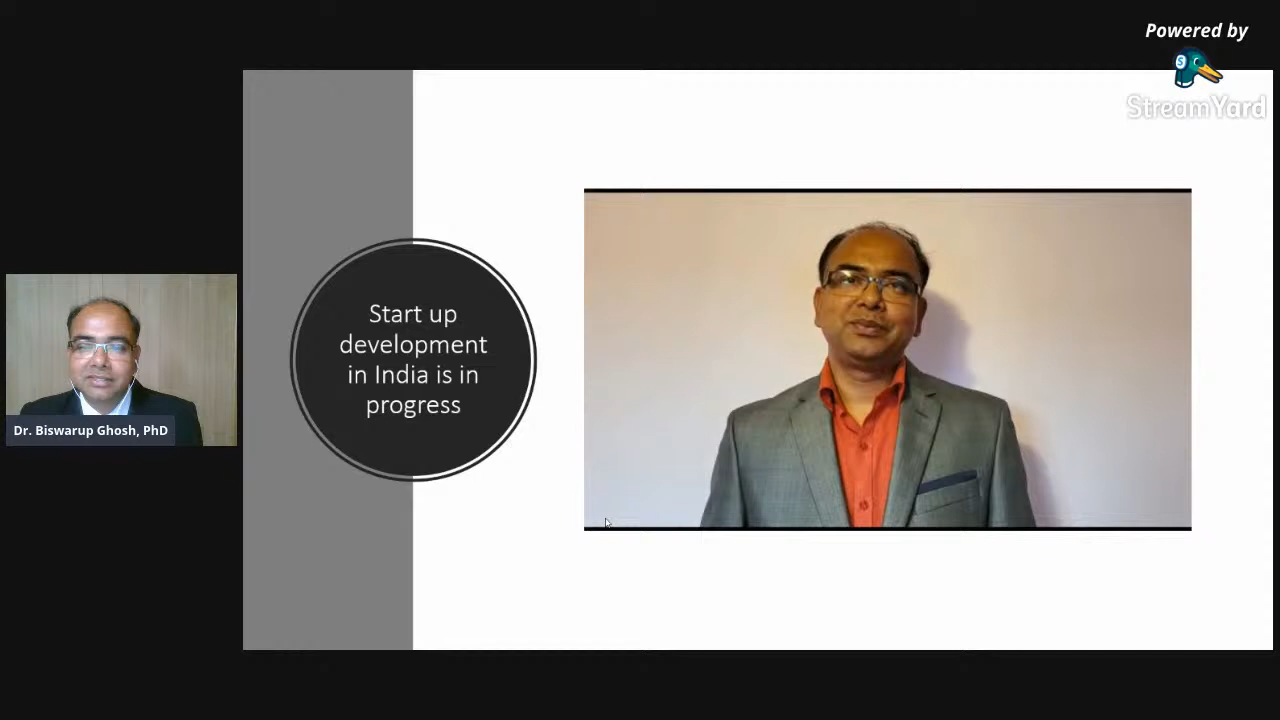 Powered by
StreamYard
Start up
development
in India is in
progress
Dr. Biswarup Ghosh, PhD